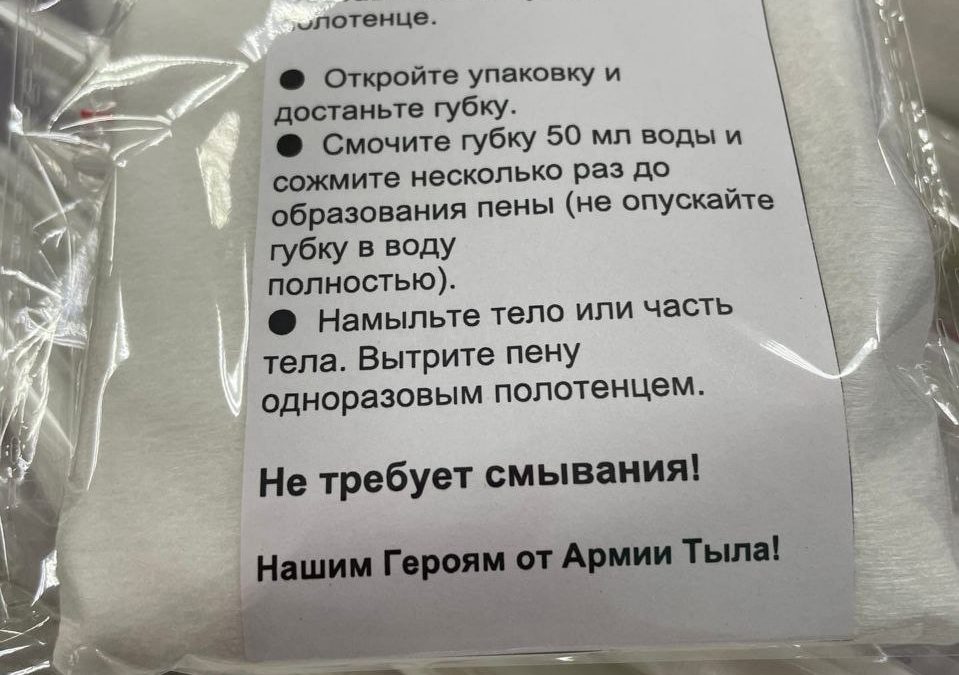 полотенце.
● Откройте упаковку и
достаньте губку.
● Смочите губку 50 мл воды и
сожмите несколько раз до
образования пены (не опускайте
губку в воду
полностью).
● Намыльте тело или часть
тела. Вытрите пену
одноразовым полотенцем.
Не требует смывания!
Нашим Героям от Армии Тыла!